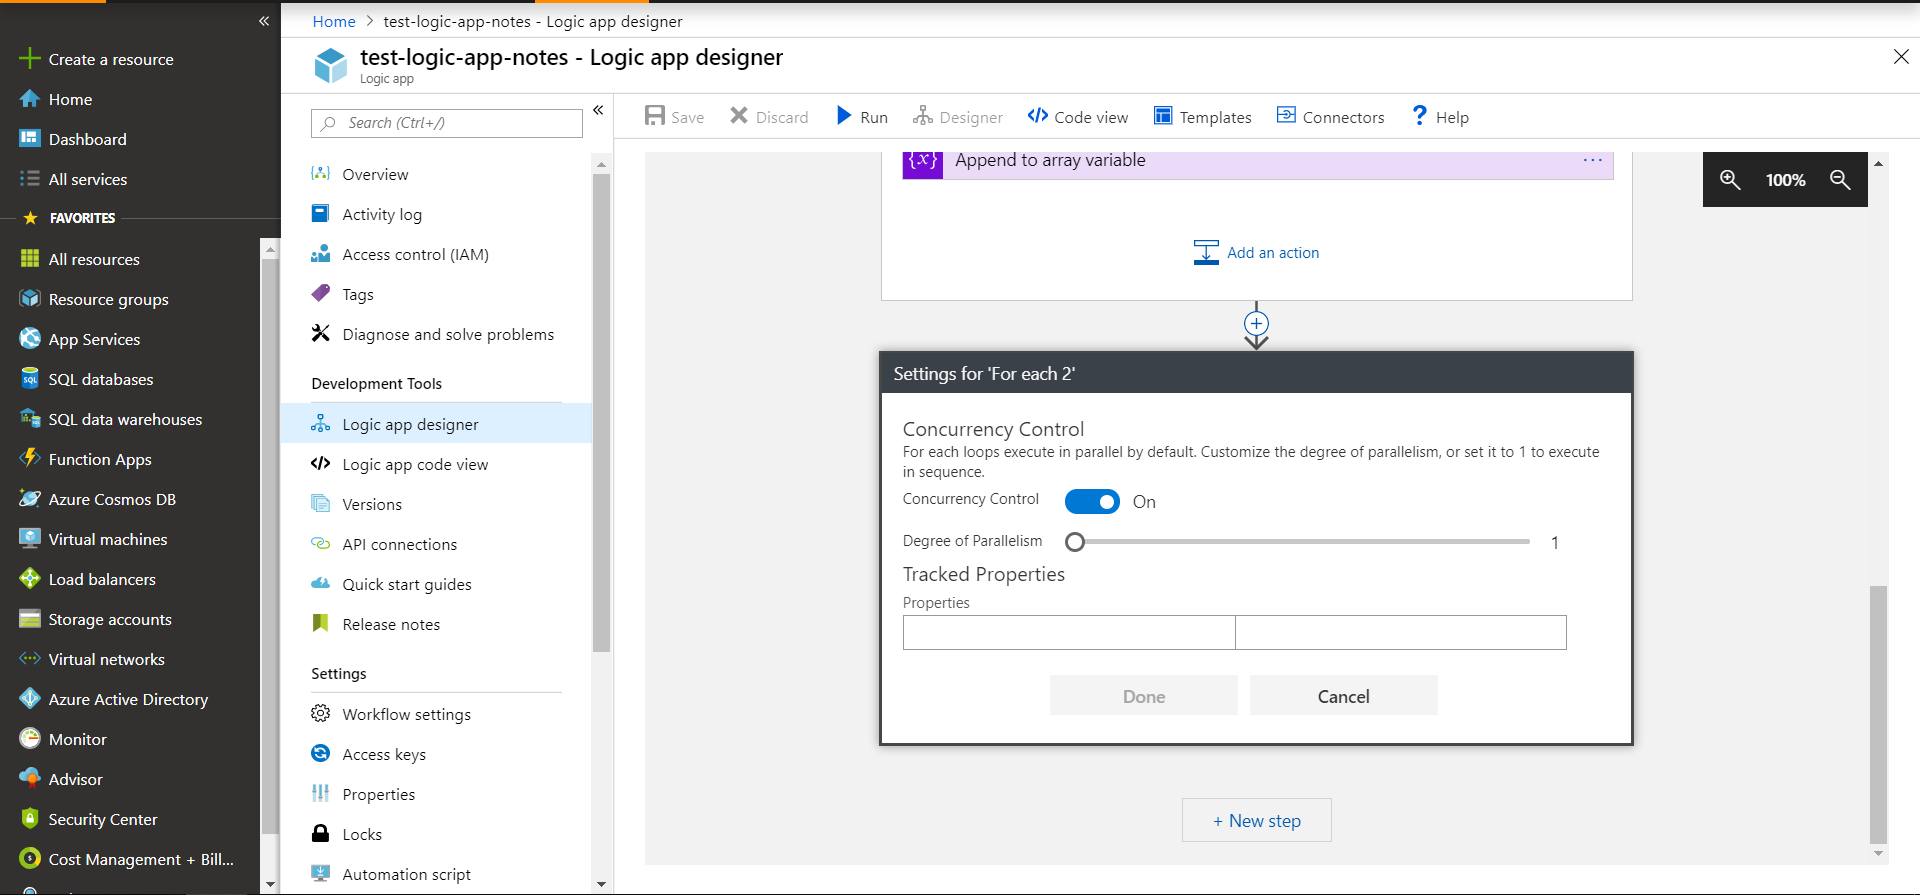 Home > test-logic-app-notes - Logic app designer
test-logic-app-notes - Logic app designer
Logic app
«
Create a resource
Home
Dashboard
All services
FAVORITES
All resources
Resource groups
App Services
SQL databases
SQL data warehouses
Function Apps
Azure Cosmos DB
Virtual machines
Load balancers
Storage accounts
Virtual networks
Azure Active Directory
Monitor
Advisor
Security Center
Cost Management + Bill...
Search (Ctrl+/)
«
Overview
Activity log
Access control (IAM)
Tags
Diagnose and solve problems
Development Tools
Logic app designer
Logic app code view
Versions
API connections
Quick start guides
Release notes
Settings
Workflow settings
Access keys
Properties
Locks
Automation script
Save Discard Run Designer Code view Templates Connectors ? Help
{x} Append to array variable ...
100%
Add an action
Settings for 'For each 2'
Concurrency Control
For each loops execute in parallel by default. Customize the degree of parallelism, or set it to 1 to execute
in sequence.
Concurrency Control On
Degree of Parallelism 1
Tracked Properties
Properties
Done Cancel
+ New step